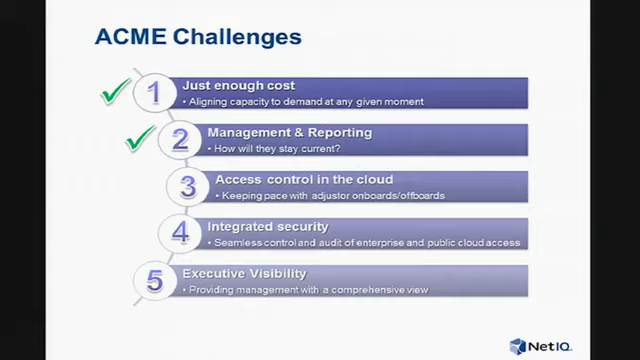 ACME Challenges
1 Just enough cost
• Aligning capacity to demand at any given moment
2 Management & Reporting
• How will they stay current?
3 Access control in the cloud
• Keeping pace with adjustor onboards/offboards
4 Integrated security
• Seamless control and audit of enterprise and public cloud access
5 Executive Visibility
• Providing management with a comprehensive view
NetIQ.